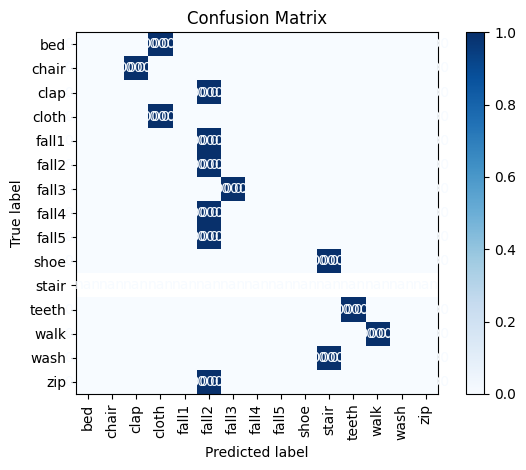 Confusion Matrix
True label
bed
chair
clap
cloth
fall1
fall2
fall3
fall4
fall5
shoe
stair
teeth
walk
wash
zip
bed
chair
clap
cloth
fall1
fall2
fall3
fall4
fall5
shoe
stair
teeth
walk
wash
zip
Predicted label
1.0
0.8
0.6
0.4
0.2
0.0